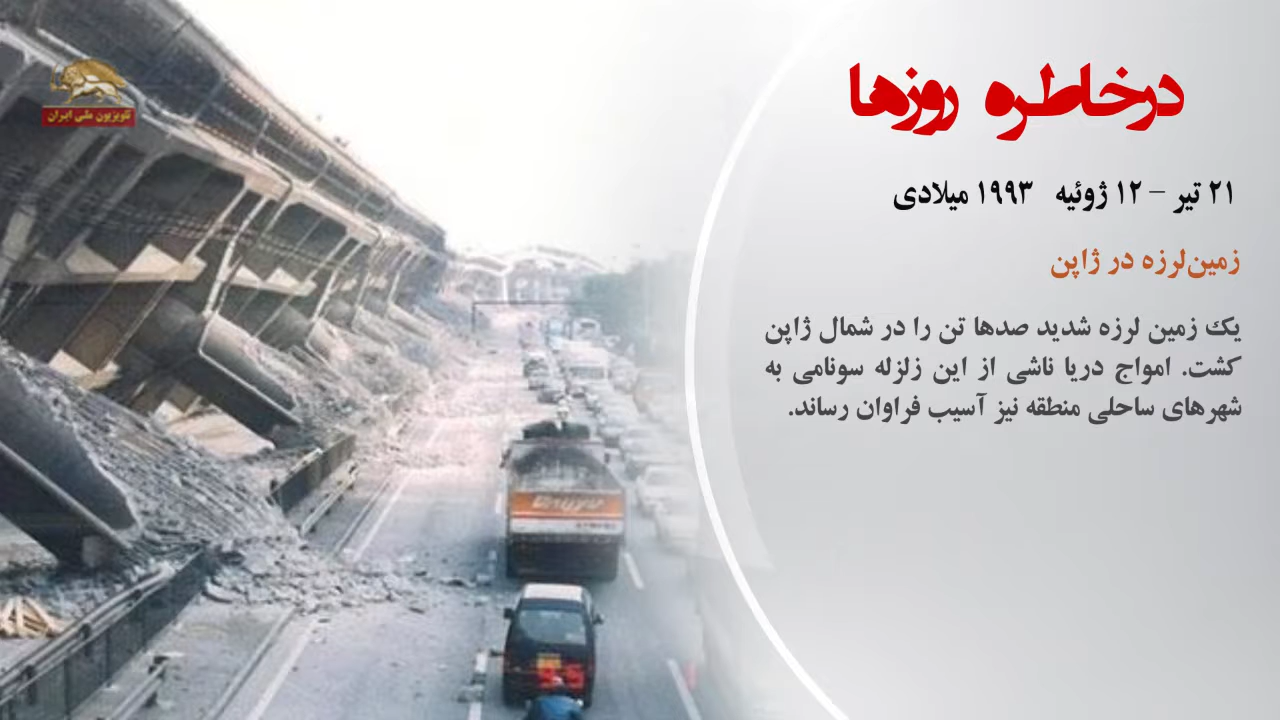 تلویزیون ملی ایران
درخاطره روزها
۲۱ تیر – ۱۲ ژوئیه ۱۹۹۳ میلادی
زمین‌لرزه در ژاپن
یک زمین لرزه شدید صدها تن را در شمال ژاپن
کشت. امواج دریا ناشی از این زلزله سونامی به
شهرهای ساحلی منطقه نیز آسیب فراوان رساند.